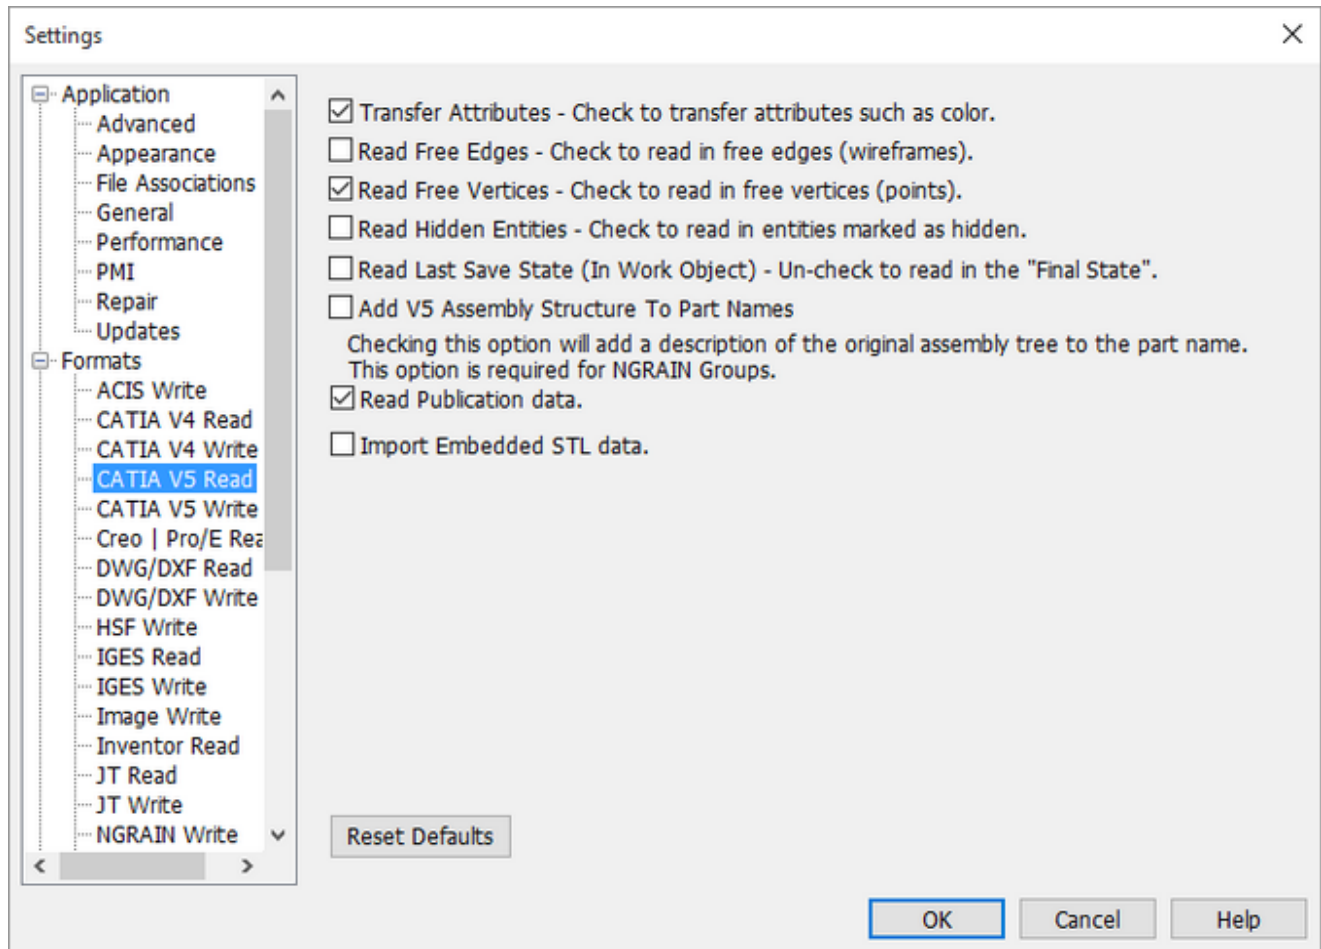 Settings
Application
Advanced
Appearance
File Associations
General
Performance
PMI
Repair
Updates
Formats
ACIS Write
CATIA V4 Read
CATIA V4 Write
CATIA V5 Read
CATIA V5 Write
Creo | Pro/E Rea
DWG/DXF Read
DWG/DXF Write
HSF Write
IGES Read
IGES Write
Image Write
Inventor Read
JT Read
JT Write
NGRAIN Write
Transfer Attributes - Check to transfer attributes such as color.
Read Free Edges - Check to read in free edges (wireframes).
Read Free Vertices - Check to read in free vertices (points).
Read Hidden Entities - Check to read in entities marked as hidden.
Read Last Save State (In Work Object) - Un-check to read in the "Final State".
Add V5 Assembly Structure To Part Names
Checking this option will add a description of the original assembly tree to the part name.
This option is required for NGRAIN Groups.
Read Publication data.
Import Embedded STL data.
Reset Defaults
OK
Cancel
Help